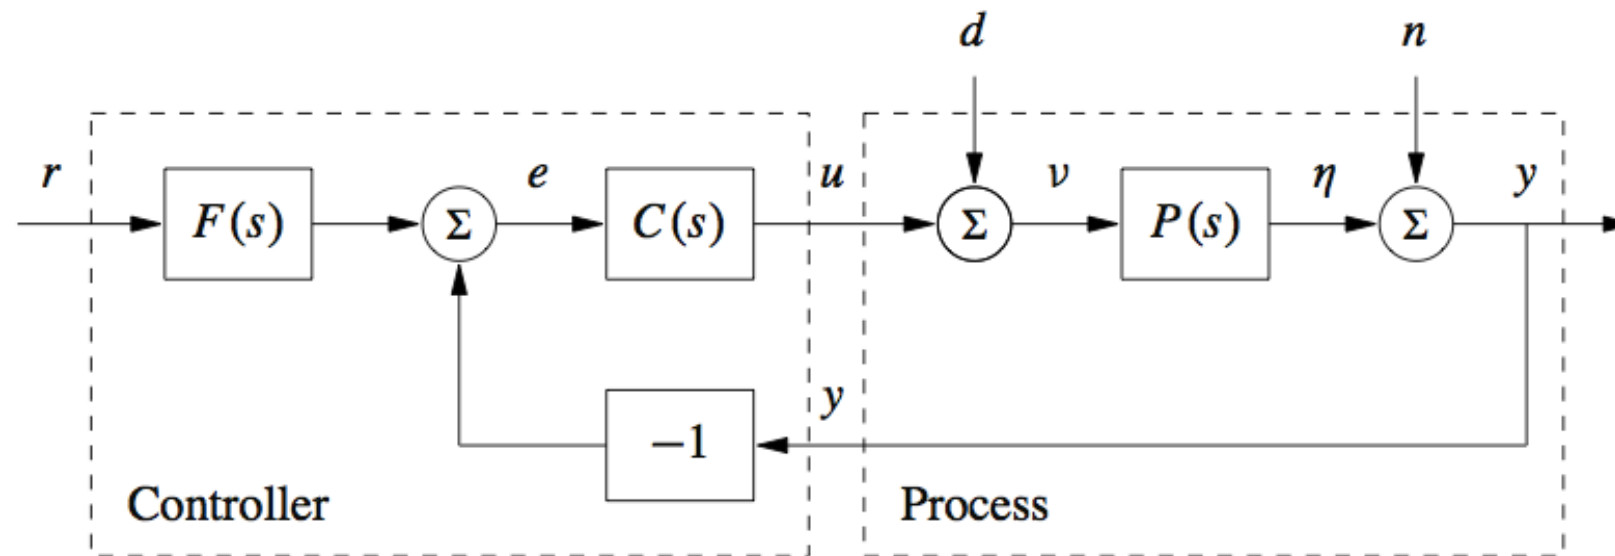 d n
r F(s) Σ e C(s) u Σ ν P(s) η Σ y
−1 y
Controller Process